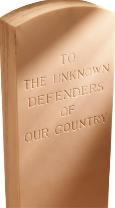 TO
THE UNKNOWN
DEFENDERS
OF
OUR COUNTRY